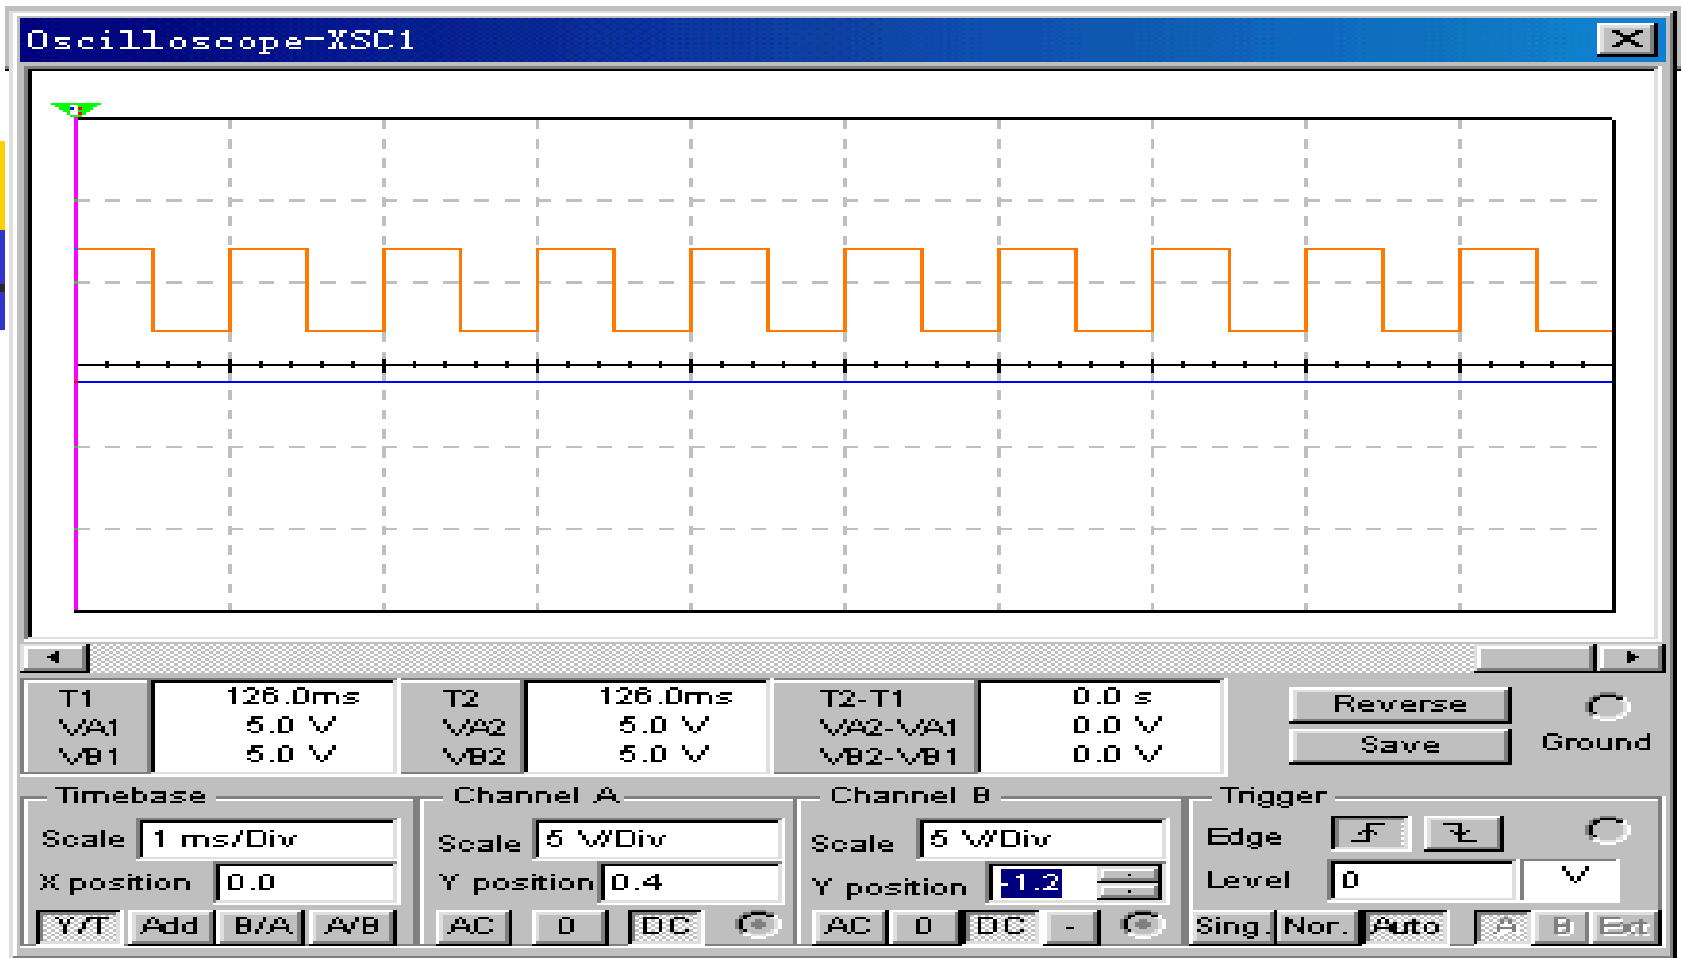 Oscilloscope-XSC1
T1 126.0ms T2 126.0ms T2-T1 0.0 s Reverse
VA1 5.0 V VA2 5.0 V VA2-VA1 0.0 V
VB1 5.0 V VB2 5.0 V VB2-VB1 0.0 V Save Ground
Timebase Channel A Channel B Trigger
Scale 1 ms/Div Scale 5 V/Div Scale 5 V/Div Edge
X position 0.0 Y position 0.4 Y position -1.2 Level 0 V
Y/T Add B/A A/B AC 0 DC AC 0 DC - Sing. Nor. Auto A B Ext